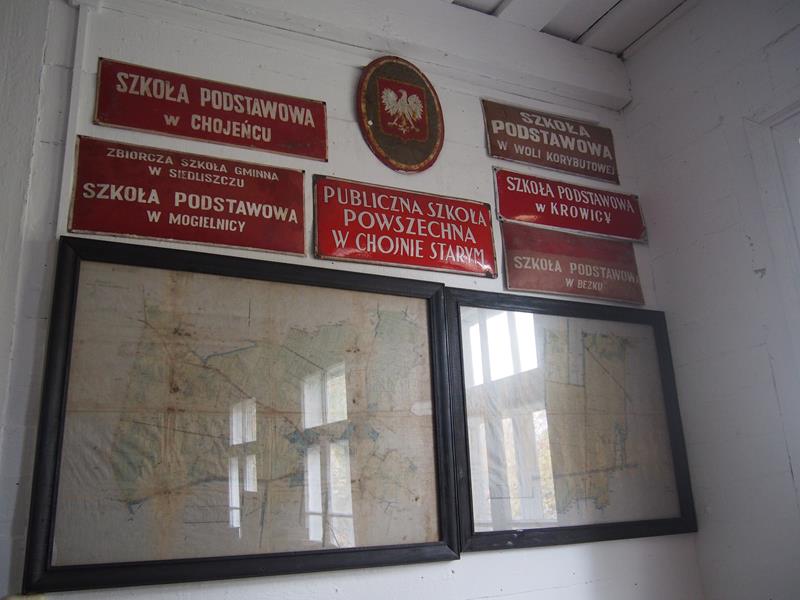 SZKOŁA PODSTAWOWA
W CHOJEŃCU
ZBIORCZA SZKOŁA GMINNA
W SIEDLISZCZU
SZKOŁA PODSTAWOWA
W MOGIELNICY
PUBLICZNA SZKOŁA
POWSZECHNA
W CHOJNIE STARYM
SZKOŁA
PODSTAWOWA
W WOLI KORYBUTOWEJ
SZKOŁA PODSTAWOWA
W KROWICY
SZKOŁA PODSTAWOWA
W BEZKU